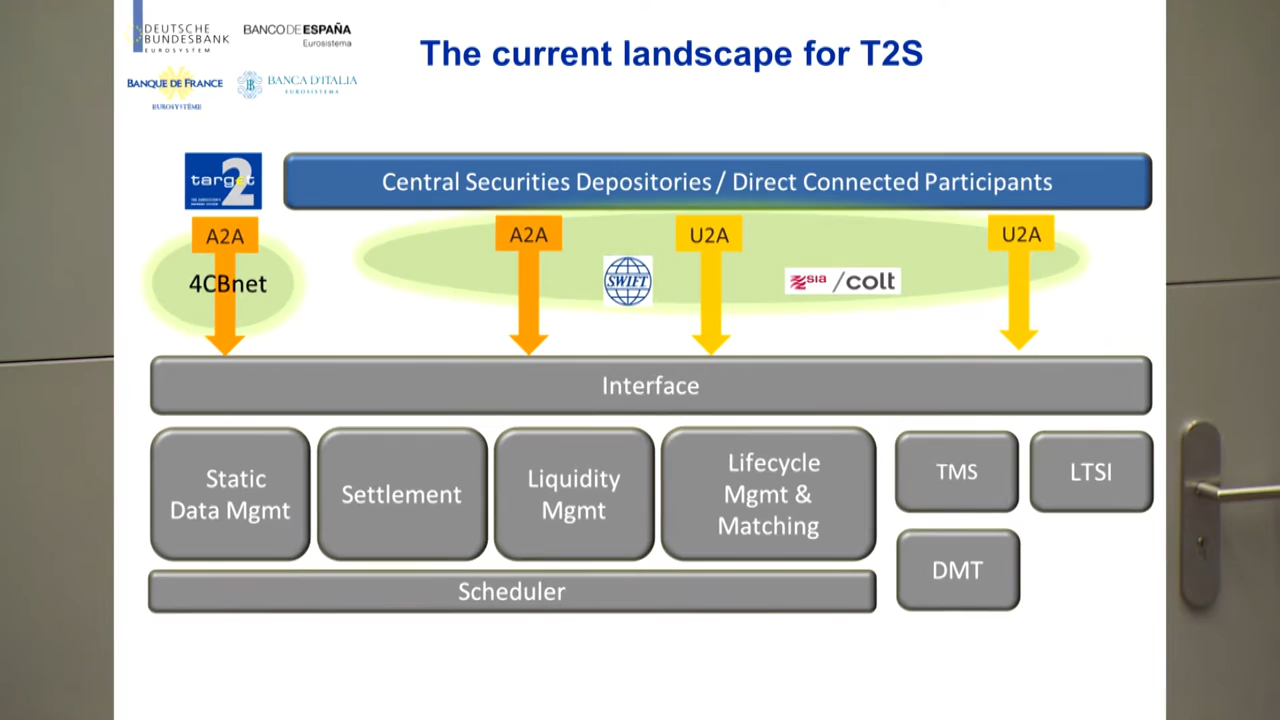 DEUTSCHE
BUNDESBANK
EUROSYSTEM
BANCO DE ESPAÑA
Eurosistema
BANQUE DE FRANCE
EUROSYSTÈME
BANCA D'ITALIA
EUROSISTEMA
The current landscape for T2S
target
2
Central Securities Depositories / Direct Connected Participants
A2A
A2A
U2A
U2A
4CBnet
SWIFT
sia /colt
Interface
Static
Data Mgmt
Settlement
Liquidity
Mgmt
Lifecycle
Mgmt &
Matching
TMS
LTSI
DMT
Scheduler